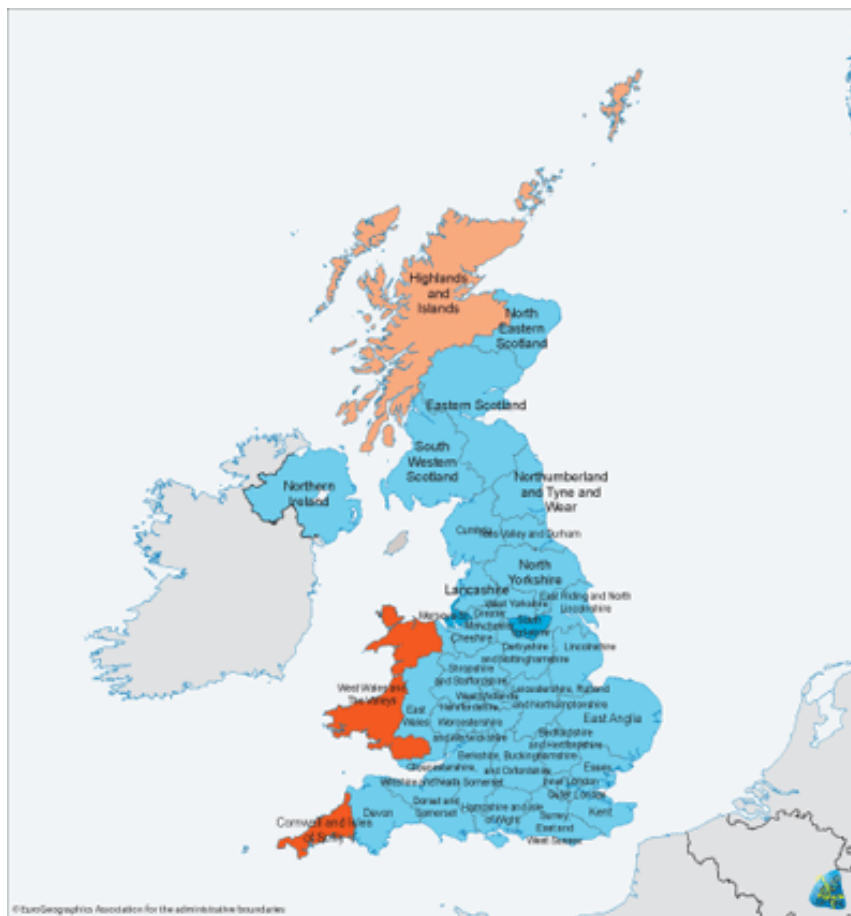 Highlands
and
Islands
North
Eastern
Scotland
Eastern Scotland
South
Western
Scotland
Northumberland
and Tyne and
Wear
Northern
Ireland
Cumbria
Tees Valley and Durham
North
Yorkshire
Lancashire
West Yorkshire
East Riding and North
Lincolnshire
Merseyside
Greater
Manchester
South
Yorkshire
Cheshire
Derbyshire
and Nottinghamshire
Lincolnshire
Shropshire
and Staffordshire
West Wales and
The Valleys
East
Wales
West Midlands
Leicestershire, Rutland
and Northamptonshire
Herefordshire,
Worcestershire
and Warwickshire
East Anglia
Bedfordshire
and Hertfordshire
Gloucestershire,
Wiltshire and
Somerset
Berkshire, Buckinghamshire
and Oxfordshire
Essex
Inner London
Outer London
Cornwall and Isles
of Scilly
Devon
Dorset and
Somerset
Hampshire and Isle
of Wight
Surrey,
East and
West Sussex
Kent
© EuroGeographics Association for the administrative boundaries